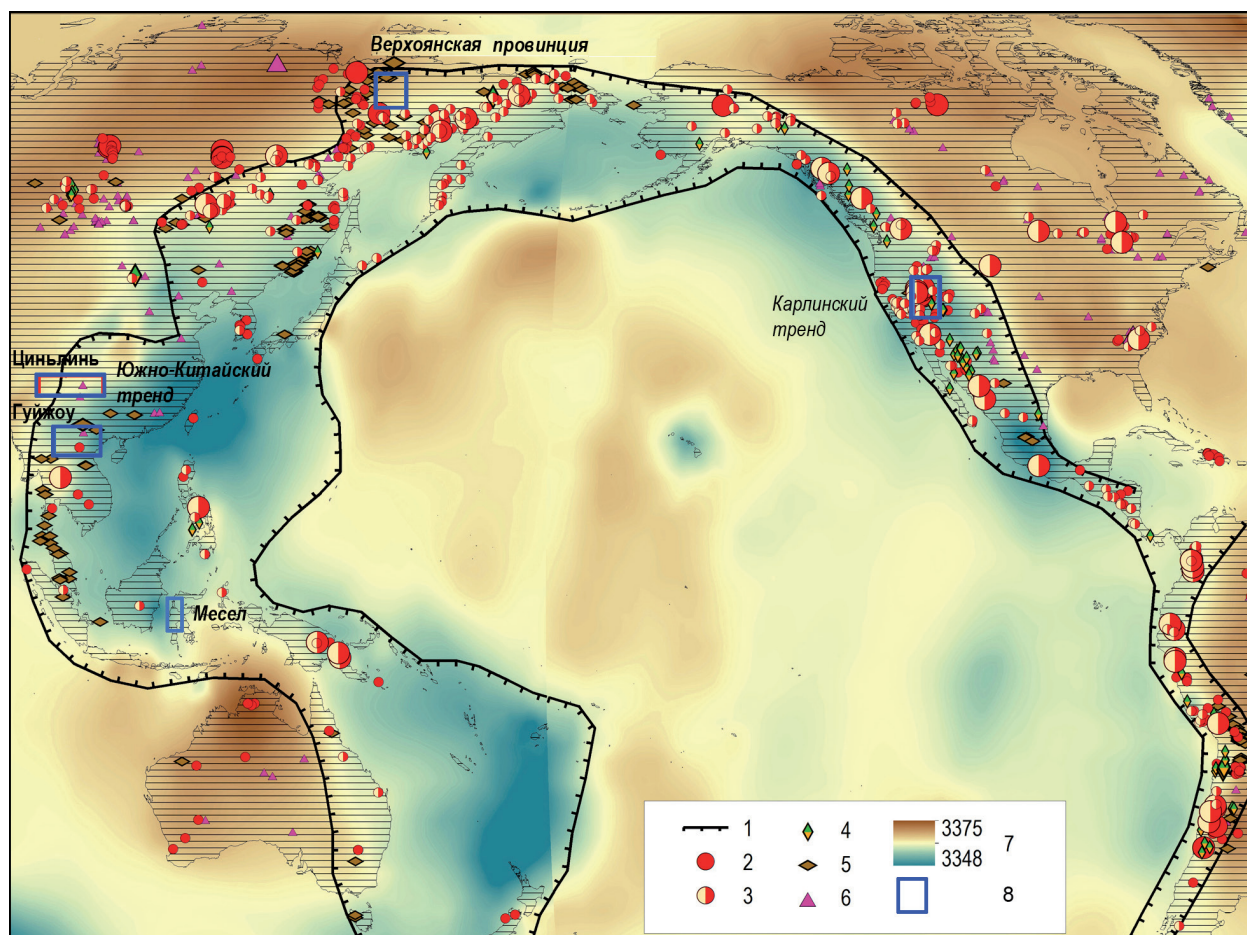 Верхоянская провинция
Карлинский
тренд
Циньлинь
Южно-Китайский
тренд
Гуйжоу
Месел
1
2
3
4
5
6
3375
3348
7
8